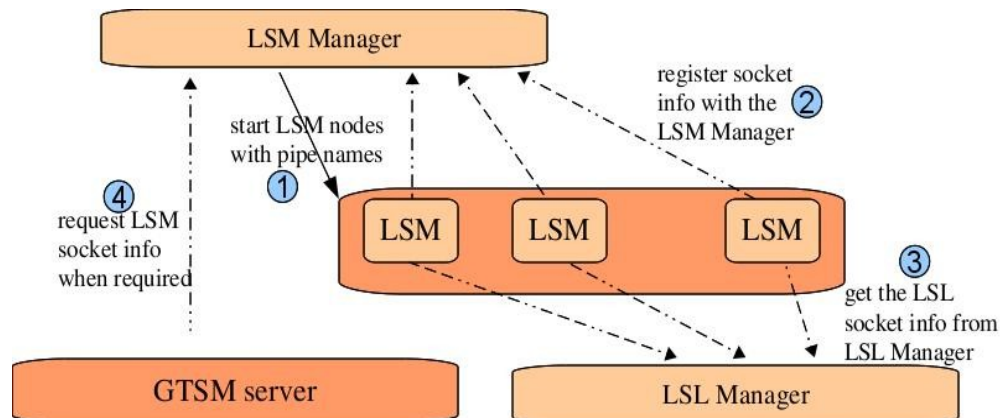 LSM Manager
register socket
info with the
LSM Manager
2
start LSM nodes
with pipe names
1
4
request LSM
socket info
when required
LSM
LSM
LSM
3
get the LSL
socket info from
LSL Manager
GTSM server
LSL Manager